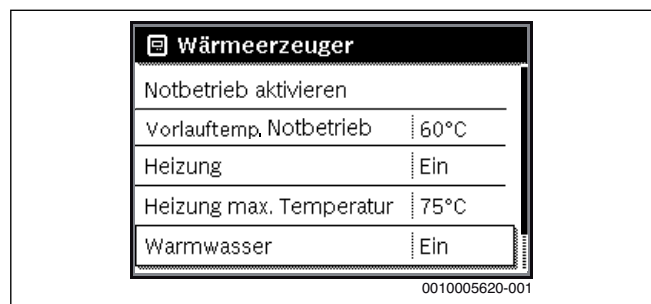 Wärmeerzeuger
Notbetrieb aktivieren
Vorlauftemp. Notbetrieb 60°C
Heizung Ein
Heizung max. Temperatur 75°C
Warmwasser Ein
0010005620-001